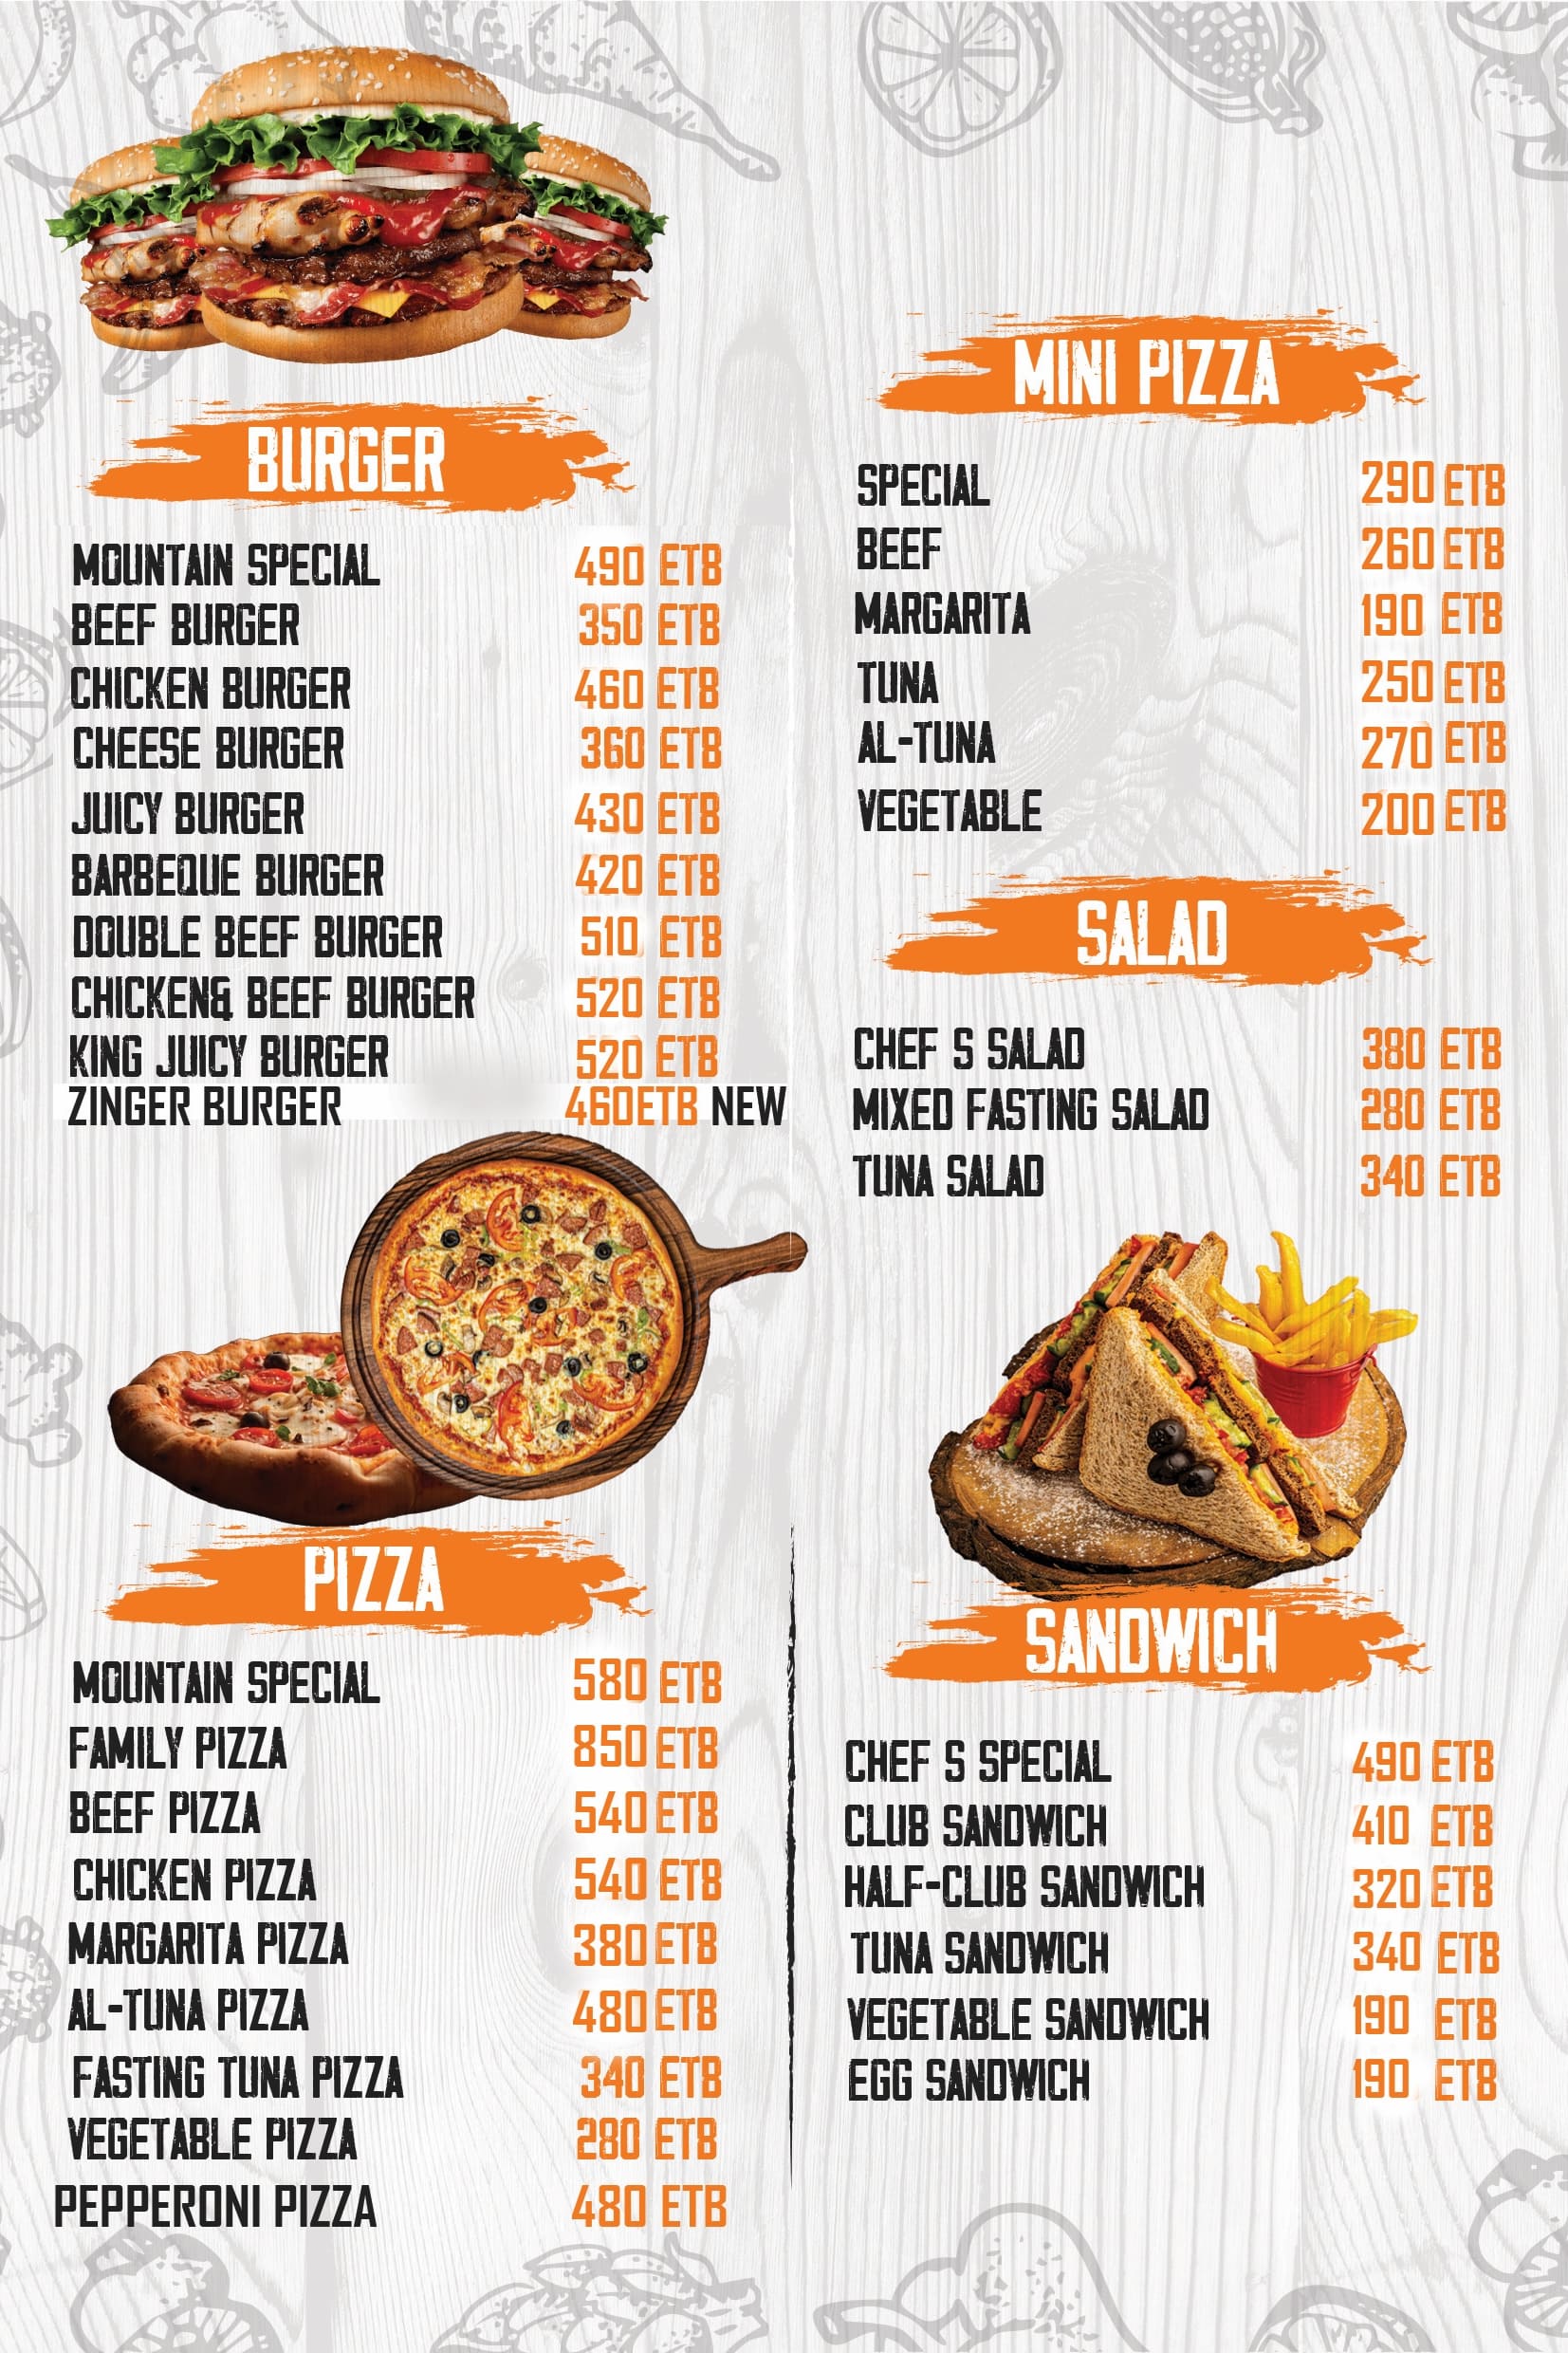 BURGER
MOUNTAIN SPECIAL 490 ETB
BEEF BURGER 350 ETB
CHICKEN BURGER 460 ETB
CHEESE BURGER 360 ETB
JUICY BURGER 430 ETB
BARBEQUE BURGER 420 ETB
DOUBLE BEEF BURGER 510 ETB
CHICKEN& BEEF BURGER 520 ETB
KING JUICY BURGER 520 ETB
ZINGER BURGER 460ETB NEW
PIZZA
MOUNTAIN SPECIAL 580 ETB
FAMILY PIZZA 850 ETB
BEEF PIZZA 540 ETB
CHICKEN PIZZA 540 ETB
MARGARITA PIZZA 380 ETB
AL-TUNA PIZZA 480 ETB
FASTING TUNA PIZZA 340 ETB
VEGETABLE PIZZA 280 ETB
PEPPERONI PIZZA 480 ETB
MINI PIZZA
SPECIAL 290 ETB
BEEF 260 ETB
MARGARITA 190 ETB
TUNA 250 ETB
AL-TUNA 270 ETB
VEGETABLE 200 ETB
SALAD
CHEF S SALAD 380 ETB
MIXED FASTING SALAD 280 ETB
TUNA SALAD 340 ETB
SANDWICH
CHEF S SPECIAL 490 ETB
CLUB SANDWICH 410 ETB
HALF-CLUB SANDWICH 320 ETB
TUNA SANDWICH 340 ETB
VEGETABLE SANDWICH 190 ETB
EGG SANDWICH 190 ETB